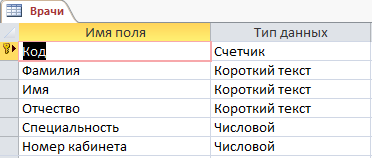 Врачи
Имя поля Тип данных
Код Счетчик
Фамилия Короткий текст
Имя Короткий текст
Отчество Короткий текст
Специальность Числовой
Номер кабинета Числовой